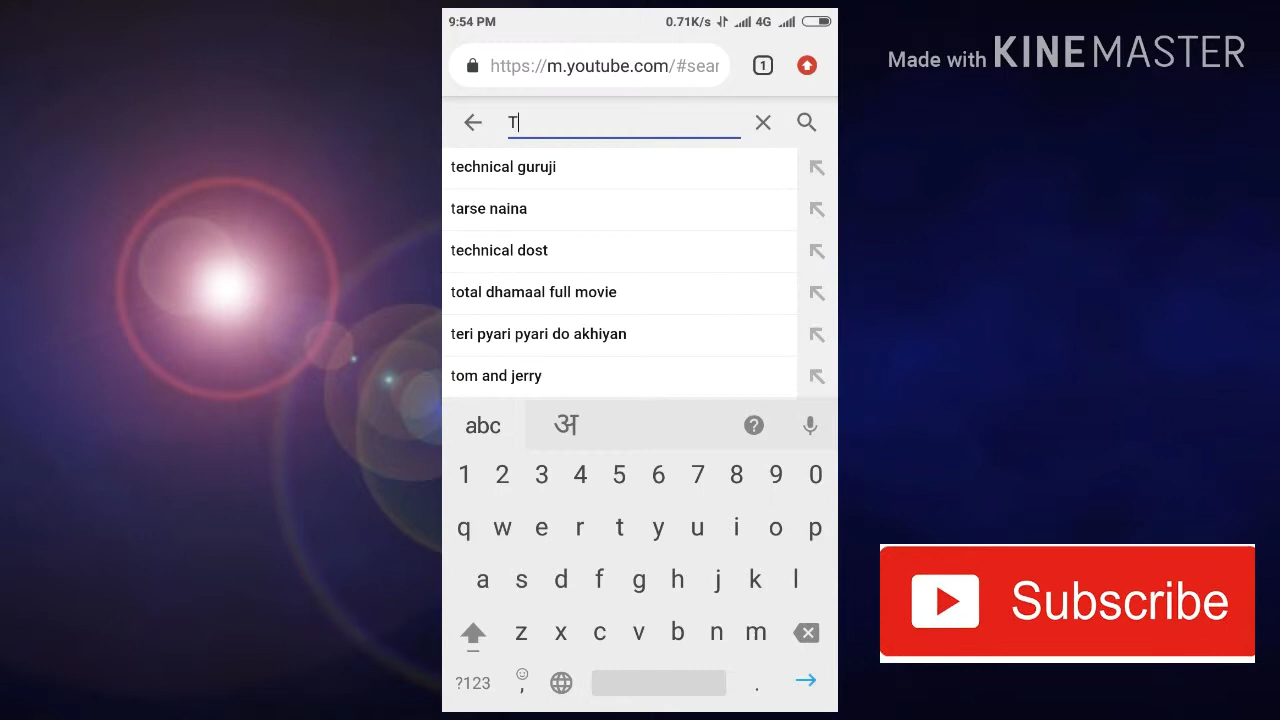 9:54 PM 0.71K/s 4G
https://m.youtube.com/#sear 1
T
technical guruji
tarse naina
technical dost
total dhamaal full movie
teri pyari pyari do akhiyan
tom and jerry
abc अ ?
1 2 3 4 5 6 7 8 9 0
q w e r t y u i o p
a s d f g h j k l
z x c v b n m
?123 , .
Made with KINEMASTER
Subscribe